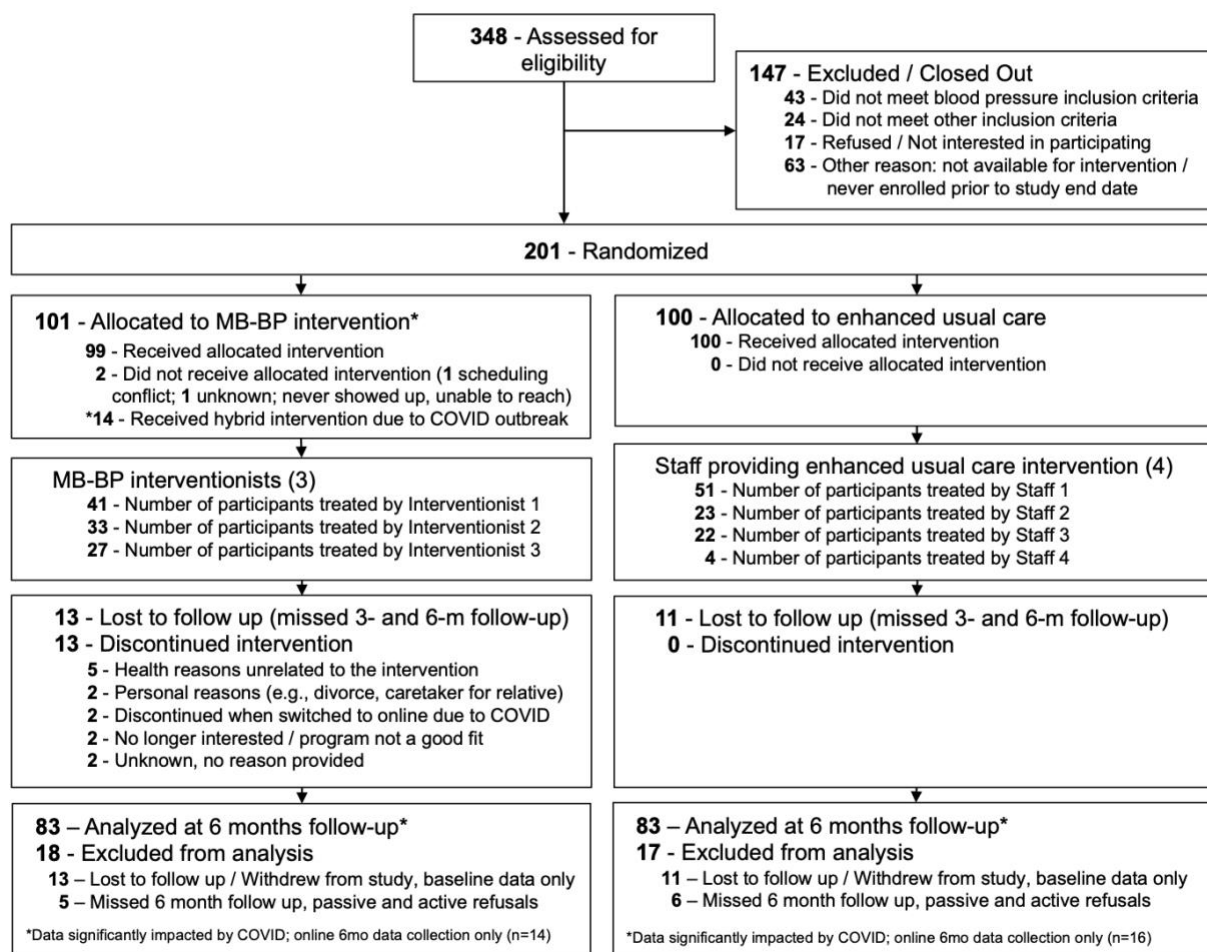 348 - Assessed for
eligibility
147 - Excluded / Closed Out
43 - Did not meet blood pressure inclusion criteria
24 - Did not meet other inclusion criteria
17 - Refused / Not interested in participating
63 - Other reason: not available for intervention /
never enrolled prior to study end date
201 - Randomized
101 - Allocated to MB-BP intervention*
99 - Received allocated intervention
2 - Did not receive allocated intervention (1 scheduling
conflict; 1 unknown; never showed up, unable to reach)
*14 - Received hybrid intervention due to COVID outbreak
100 - Allocated to enhanced usual care
100 - Received allocated intervention
0 - Did not receive allocated intervention
MB-BP interventionists (3)
41 - Number of participants treated by Interventionist 1
33 - Number of participants treated by Interventionist 2
27 - Number of participants treated by Interventionist 3
Staff providing enhanced usual care intervention (4)
51 - Number of participants treated by Staff 1
23 - Number of participants treated by Staff 2
22 - Number of participants treated by Staff 3
4 - Number of participants treated by Staff 4
13 - Lost to follow up (missed 3- and 6-m follow-up)
13 - Discontinued intervention
5 - Health reasons unrelated to the intervention
2 - Personal reasons (e.g., divorce, caretaker for relative)
2 - Discontinued when switched to online due to COVID
2 - No longer interested / program not a good fit
2 - Unknown, no reason provided
11 - Lost to follow up (missed 3- and 6-m follow-up)
0 - Discontinued intervention
83 – Analyzed at 6 months follow-up*
18 - Excluded from analysis
13 – Lost to follow up / Withdrew from study, baseline data only
5 – Missed 6 month follow up, passive and active refusals
*Data significantly impacted by COVID; online 6mo data collection only (n=14)
83 – Analyzed at 6 months follow-up*
17 - Excluded from analysis
11 – Lost to follow up / Withdrew from study, baseline data only
6 – Missed 6 month follow up, passive and active refusals
*Data significantly impacted by COVID; online 6mo data collection only (n=16)